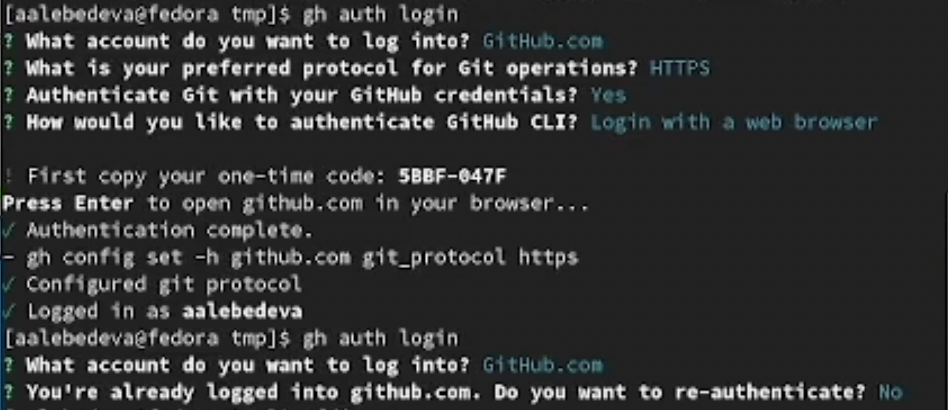 [aalebedeva@fedora tmp]$ gh auth login
? What account do you want to log into? GitHub.com
? What is your preferred protocol for Git operations? HTTPS
? Authenticate Git with your GitHub credentials? Yes
? How would you like to authenticate GitHub CLI? Login with a web browser
! First copy your one-time code: 5BBF-047F
Press Enter to open github.com in your browser...
✓ Authentication complete.
- gh config set -h github.com git_protocol https
✓ Configured git protocol
✓ Logged in as aalebedeva
[aalebedeva@fedora tmp]$ gh auth login
? What account do you want to log into? GitHub.com
? You're already logged into github.com. Do you want to re-authenticate? No